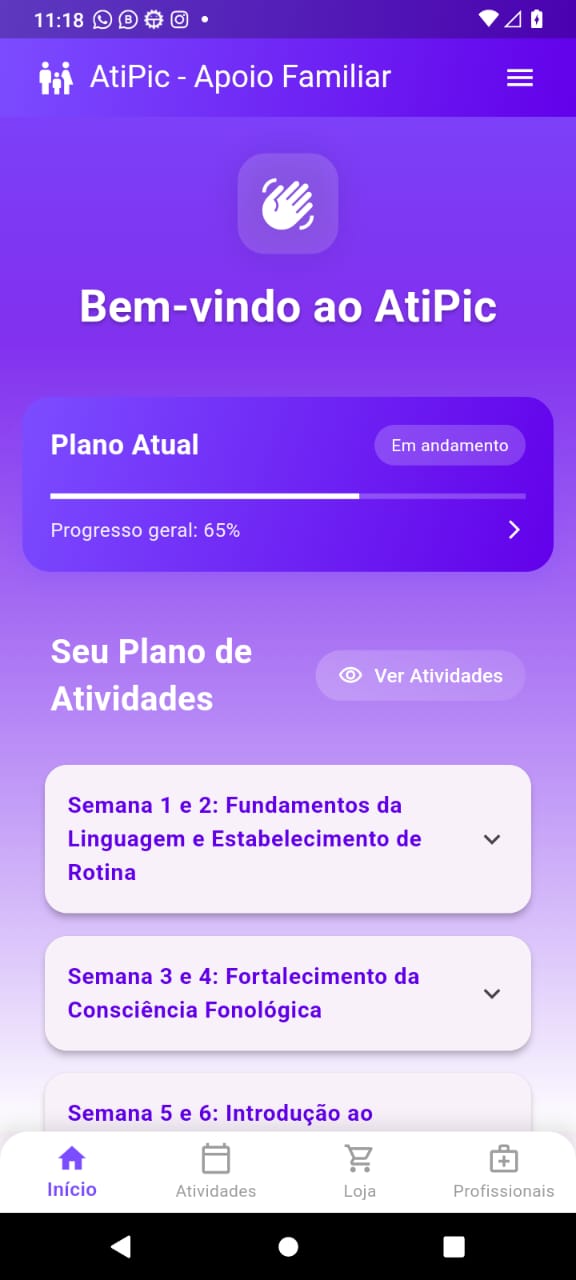 11:18
AtiPic - Apoio Familiar
Bem-vindo ao AtiPic
Plano Atual
Em andamento
Progresso geral: 65%
Seu Plano de
Atividades
Ver Atividades
Semana 1 e 2: Fundamentos da
Linguagem e Estabelecimento de
Rotina
Semana 3 e 4: Fortalecimento da
Consciência Fonológica
Semana 5 e 6: Introdução ao
Início
Atividades
Loja
Profissionais